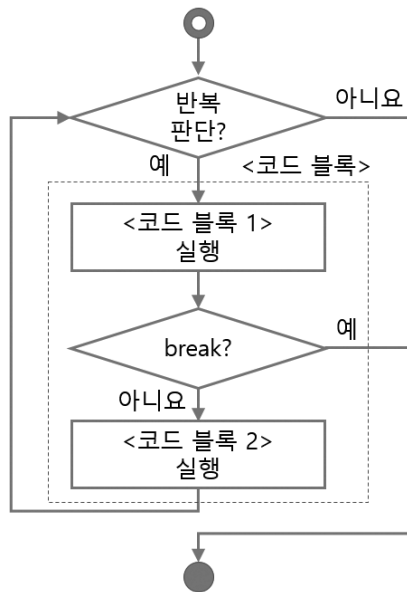 반복
판단?
아니요
예
<코드 블록>
<코드 블록 1>
실행
break?
예
아니요
<코드 블록 2>
실행